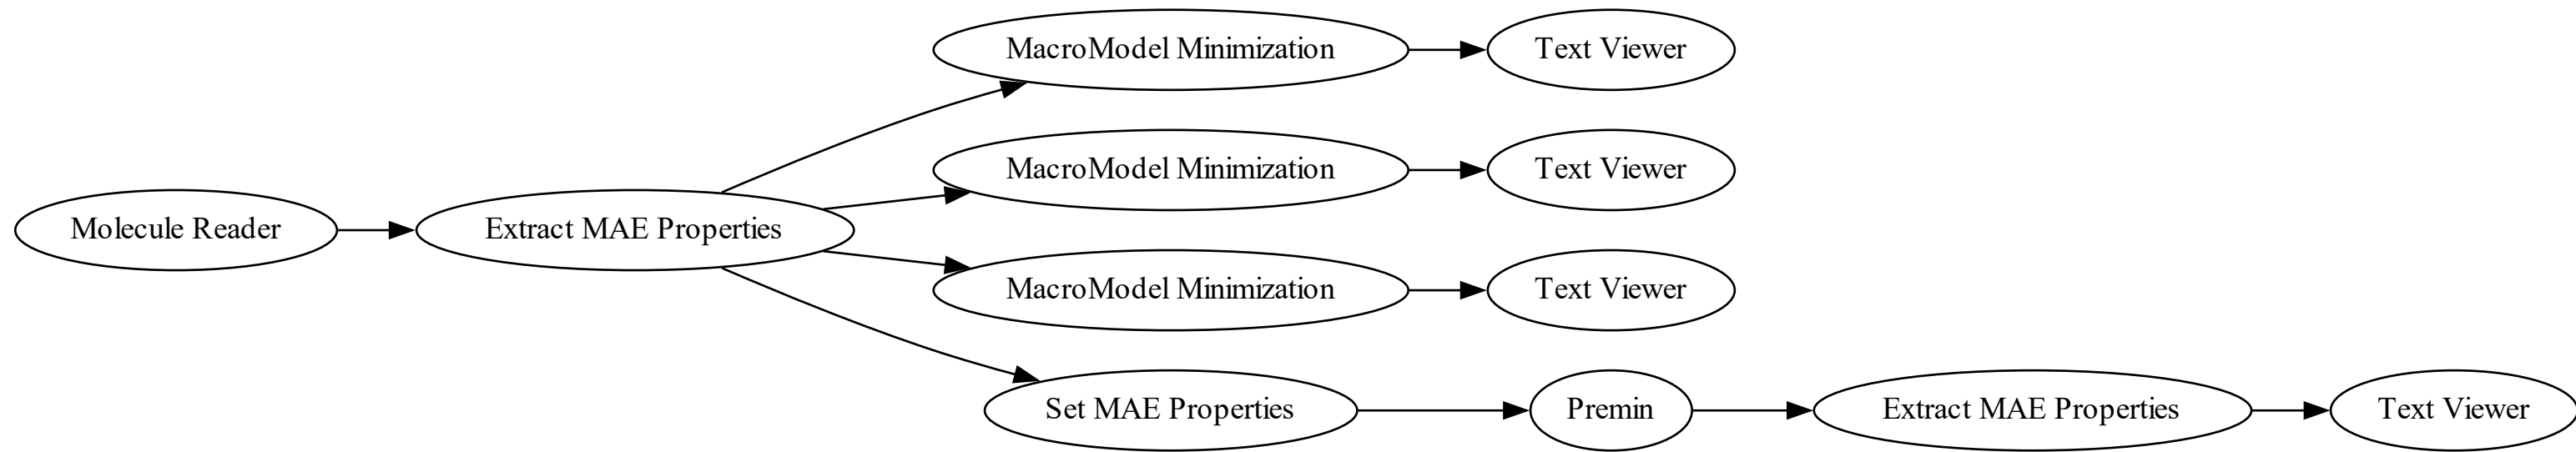 MacroModel Minimization
Text Viewer
MacroModel Minimization
Text Viewer
Molecule Reader
Extract MAE Properties
MacroModel Minimization
Text Viewer
Set MAE Properties
Premin
Extract MAE Properties
Text Viewer